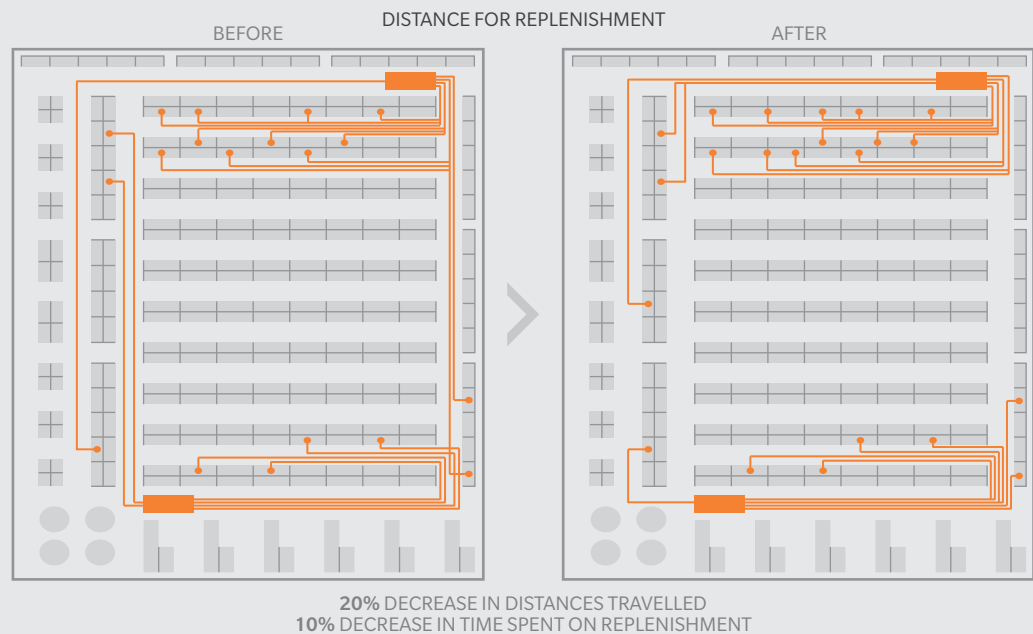 DISTANCE FOR REPLENISHMENT
BEFORE
AFTER
20% DECREASE IN DISTANCES TRAVELLED
10% DECREASE IN TIME SPENT ON REPLENISHMENT